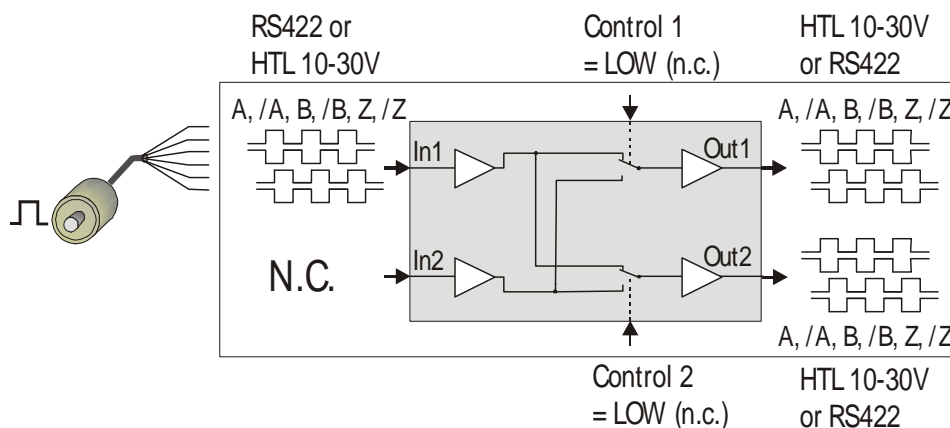 RS422 or
HTL 10-30V
Control 1
= LOW (n.c.)
HTL 10-30V
or RS422
A, /A, B, /B, Z, /Z
A, /A, B, /B, Z, /Z
In1
Out1
In2
Out2
N.C.
A, /A, B, /B, Z, /Z
Control 2
= LOW (n.c.)
HTL 10-30V
or RS422